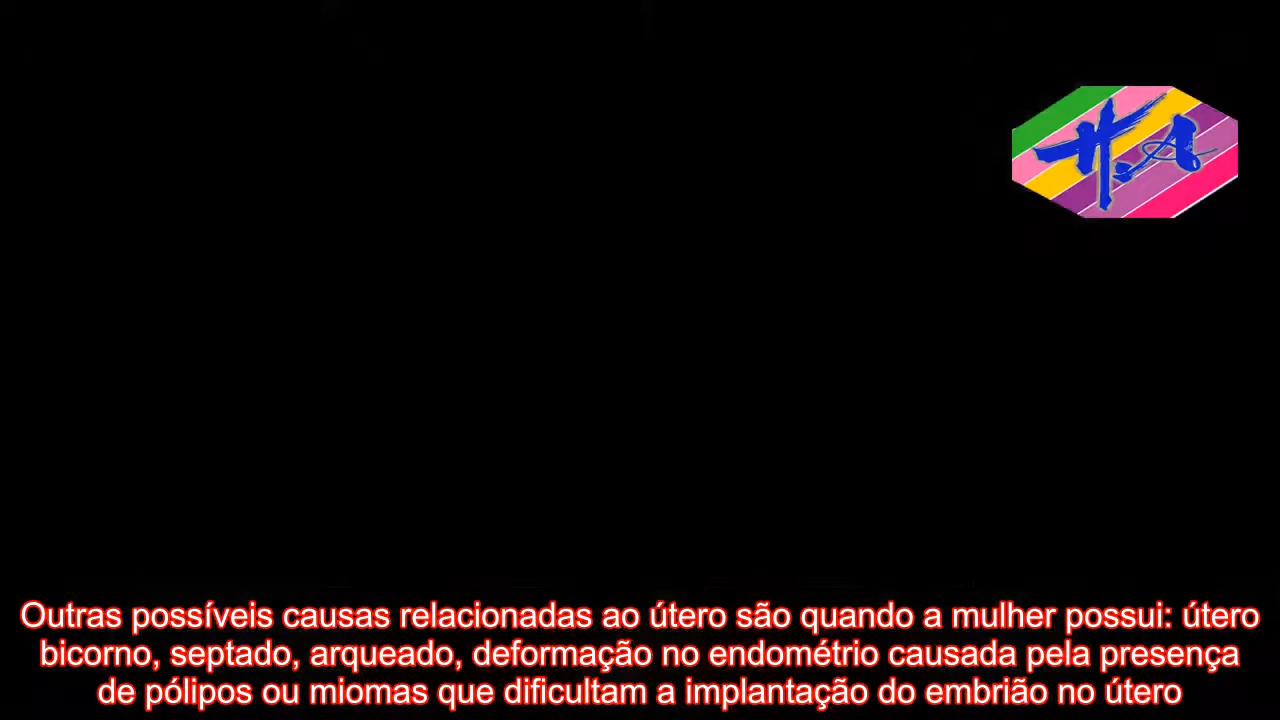 H.A
Outras possíveis causas relacionadas ao útero são quando a mulher possui: útero
bicorno, septado, arqueado, deformação no endométrio causada pela presença
de pólipos ou miomas que dificultam a implantação do embrião no útero